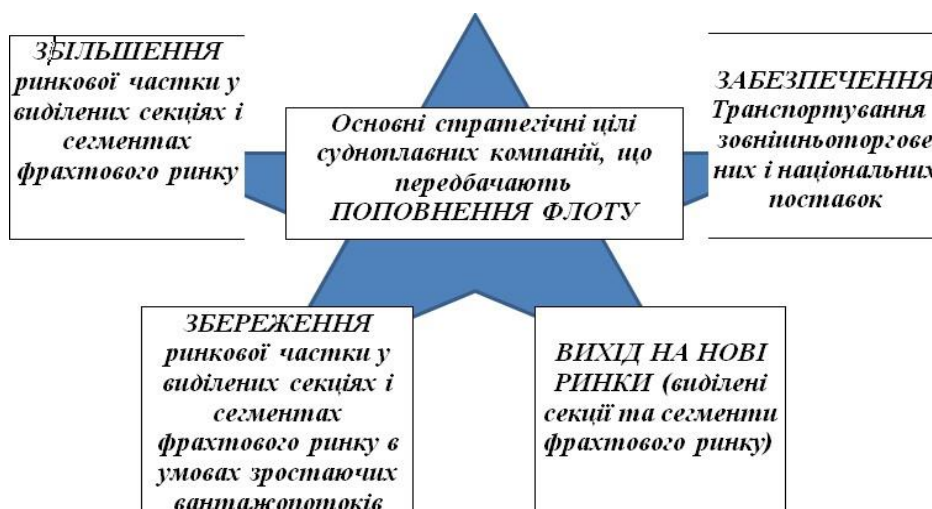 ЗБІЛЬШЕННЯ
ринкової частки у
виділених секціях і
сегментах
фрахтового ринку
Основні стратегічні цілі
судноплавних компаній, що
передбачають
ПОПОВНЕННЯ ФЛОТУ
ЗАБЕЗПЕЧЕННЯ
Транспортування
зовнішньоторгове
них і національних
поставок
ЗБЕРЕЖЕННЯ
ринкової частки у
виділених секціях і
сегментах
фрахтового ринку в
умовах зростаючих
вантажопотоків
ВИХІД НА НОВІ
РИНКИ (виділені
секції та сегменти
фрахтового ринку)